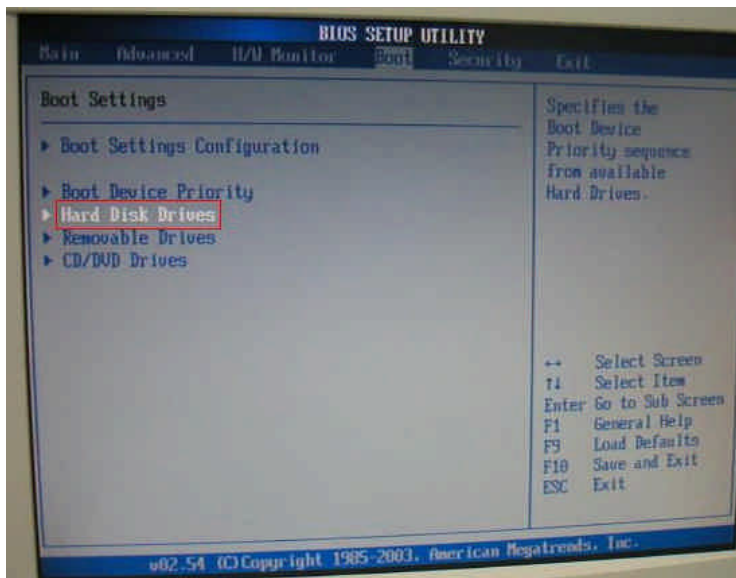 BIOS SETUP UTILITY
Main Advanced H/W Monitor Boot Security Exit
Boot Settings
Boot Settings Configuration
Boot Device Priority
Hard Disk Drives
Removable Drives
CD/DVD Drives
Specifies the
Boot Device
Priority sequence
from available
Hard Drives.
↔ Select Screen
↑↓ Select Item
Enter Go to Sub Screen
F1 General Help
F9 Load Defaults
F10 Save and Exit
ESC Exit
v02.54 (C)Copyright 1985-2003, American Megatrends, Inc.